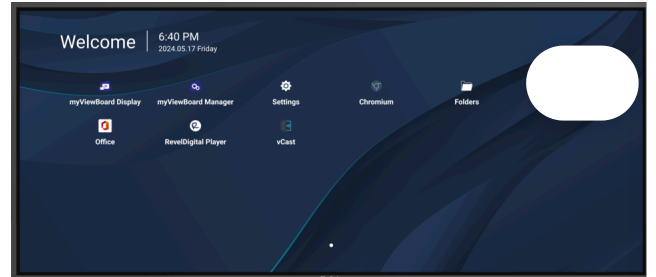 Welcome
6:40 PM
2024.05.17 Friday
myViewBoard Display
myViewBoard Manager
Settings
Chromium
Folders
Office
RevelDigital Player
vCast